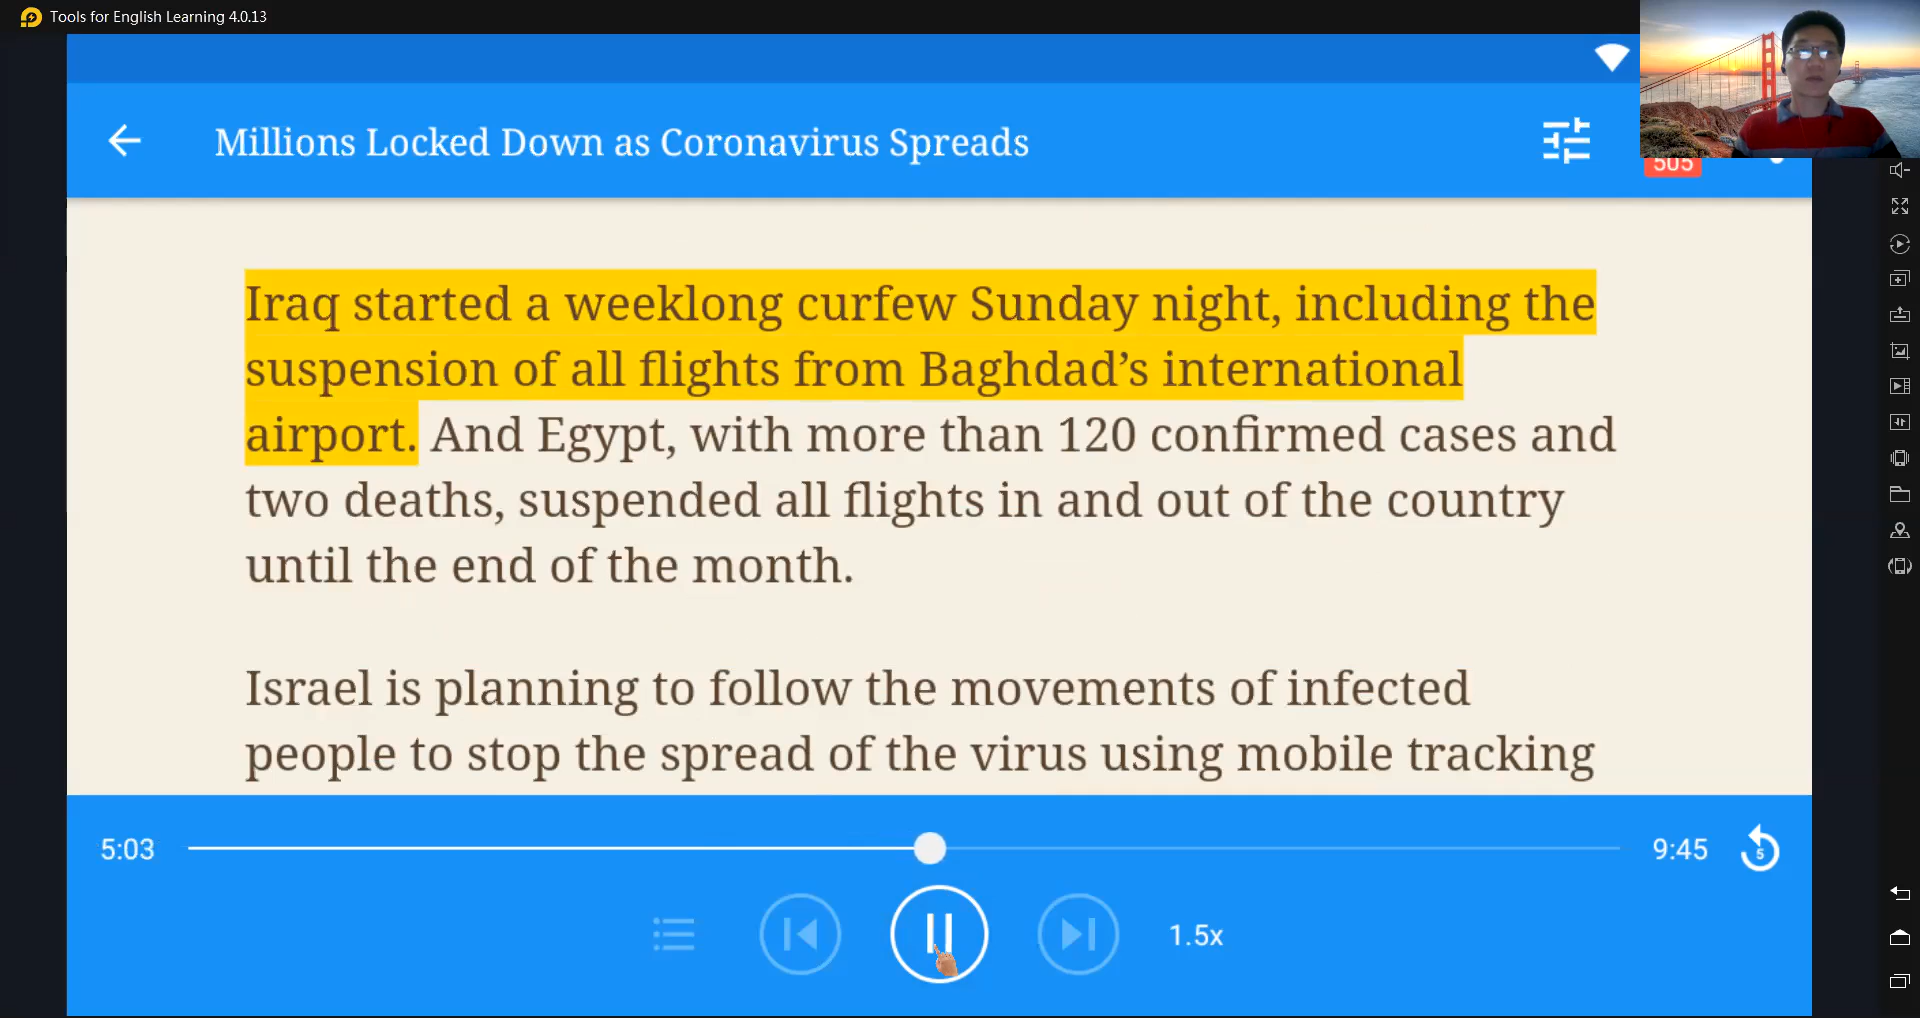 Tools for English Learning 4.0.13
Millions Locked Down as Coronavirus Spreads
505
Iraq started a weeklong curfew Sunday night, including the
suspension of all flights from Baghdad’s international
airport. And Egypt, with more than 120 confirmed cases and
two deaths, suspended all flights in and out of the country
until the end of the month.
Israel is planning to follow the movements of infected
people to stop the spread of the virus using mobile tracking
5:03
9:45
5
1.5x